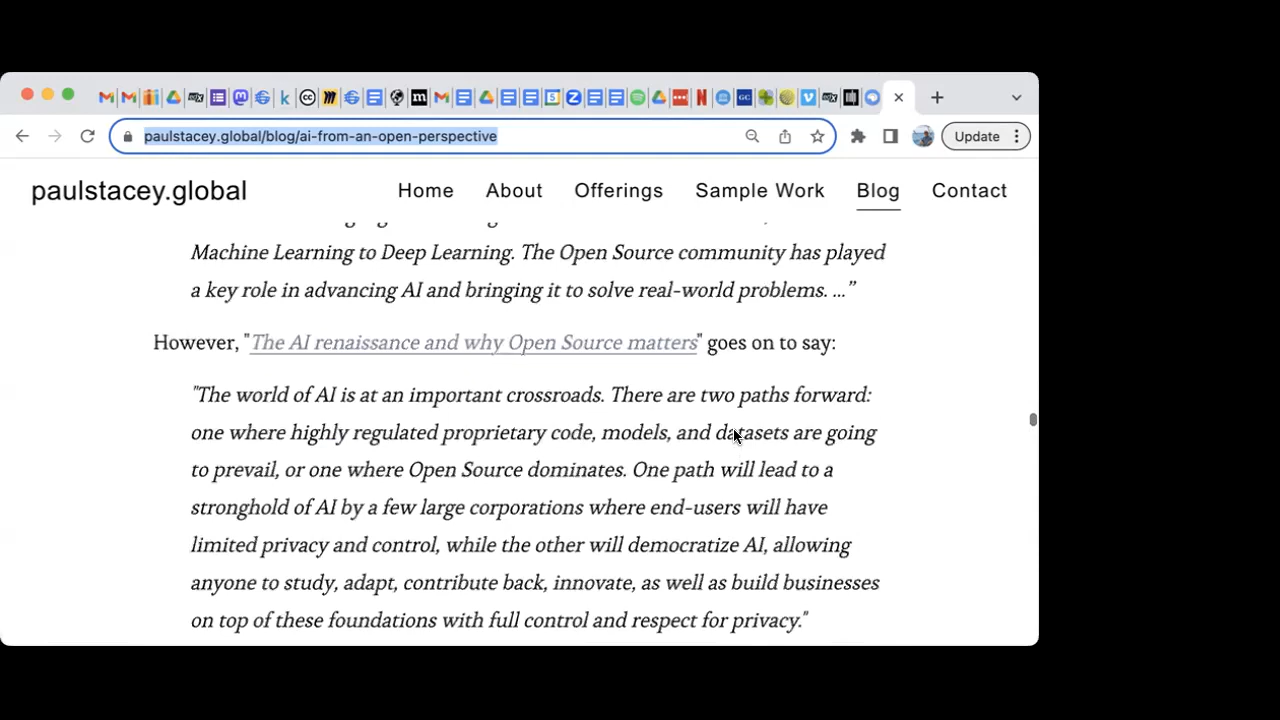 paulstacey.global/blog/ai-from-an-open-perspective
Update
paulstacey.global
Home
About
Offerings
Sample Work
Blog
Contact
Machine Learning to Deep Learning. The Open Source community has played
a key role in advancing AI and bringing it to solve real-world problems. ...”
However, "The AI renaissance and why Open Source matters" goes on to say:
"The world of AI is at an important crossroads. There are two paths forward:
one where highly regulated proprietary code, models, and datasets are going
to prevail, or one where Open Source dominates. One path will lead to a
stronghold of AI by a few large corporations where end-users will have
limited privacy and control, while the other will democratize AI, allowing
anyone to study, adapt, contribute back, innovate, as well as build businesses
on top of these foundations with full control and respect for privacy."